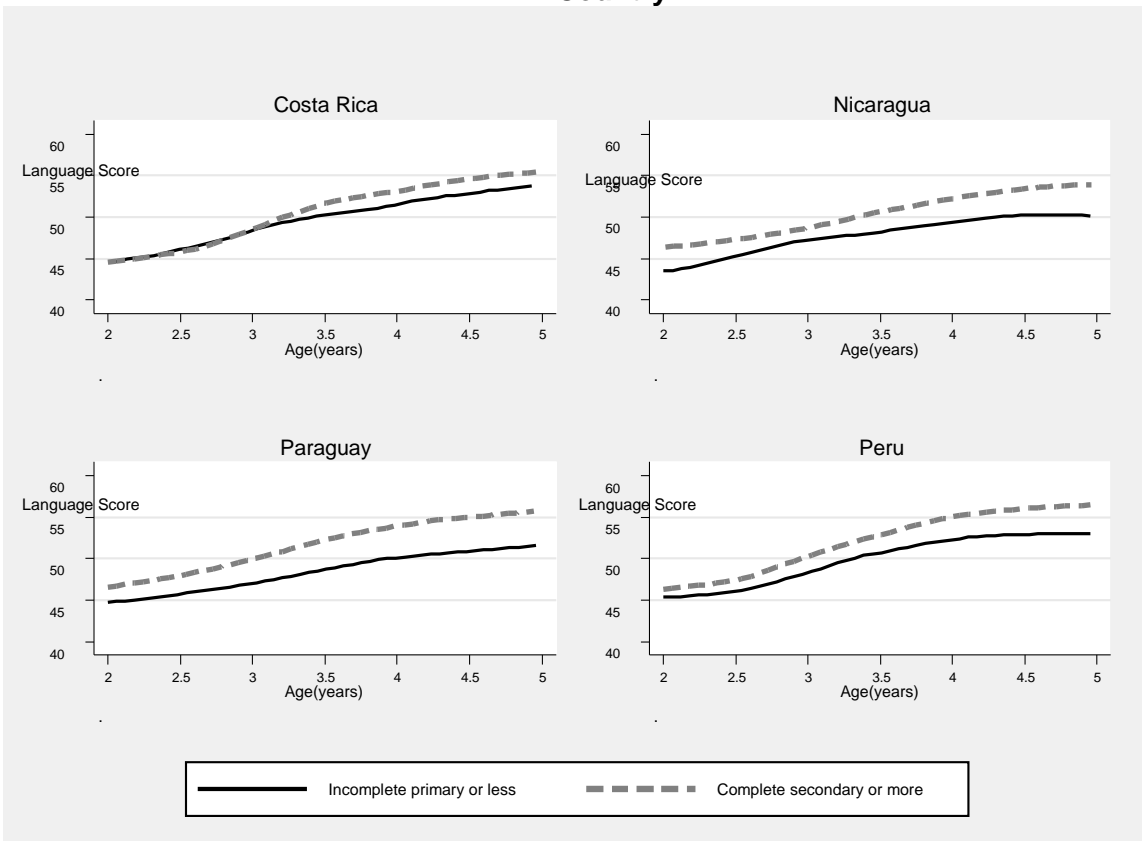 Country
Costa Rica
60
Language Score
55
50
45
40
2 2.5 3 3.5 4 4.5 5
Age(years)
.
Nicaragua
60
Language Score
55
50
45
40
2 2.5 3 3.5 4 4.5 5
Age(years)
.
Paraguay
60
Language Score
55
50
45
40
2 2.5 3 3.5 4 4.5 5
Age(years)
.
Peru
60
Language Score
55
50
45
40
2 2.5 3 3.5 4 4.5 5
Age(years)
.
Incomplete primary or less
Complete secondary or more